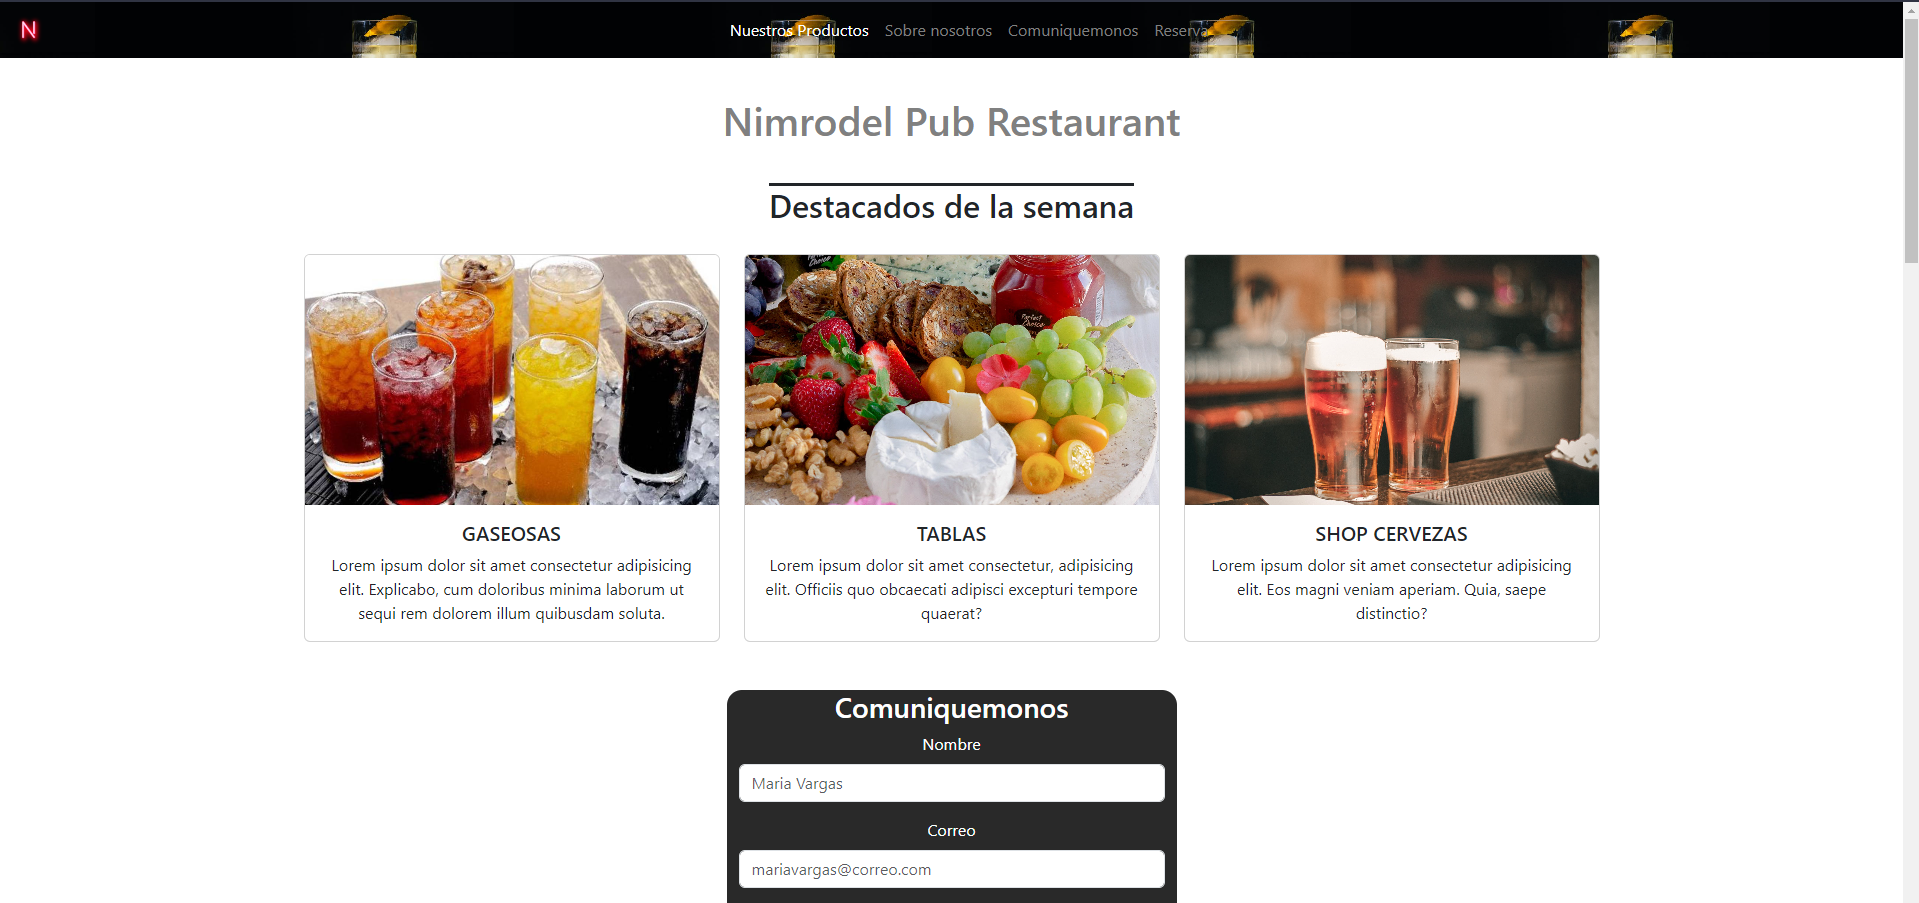 N
Nuestros Productos Sobre nosotros Comuniquemonos Reserva
Nimrodel Pub Restaurant
Destacados de la semana
Perfect
Choice
GASEOSAS
Lorem ipsum dolor sit amet consectetur adipisicing
elit. Explicabo, cum doloribus minima laborum ut
sequi rem dolorem illum quibusdam soluta.
TABLAS
Lorem ipsum dolor sit amet consectetur, adipisicing
elit. Officiis quo obcaecati adipisci excepturi tempore
quaerat?
SHOP CERVEZAS
Lorem ipsum dolor sit amet consectetur adipisicing
elit. Eos magni veniam aperiam. Quia, saepe
distinctio?
Comuniquemonos
Nombre
Maria Vargas
Correo
mariavargas@correo.com